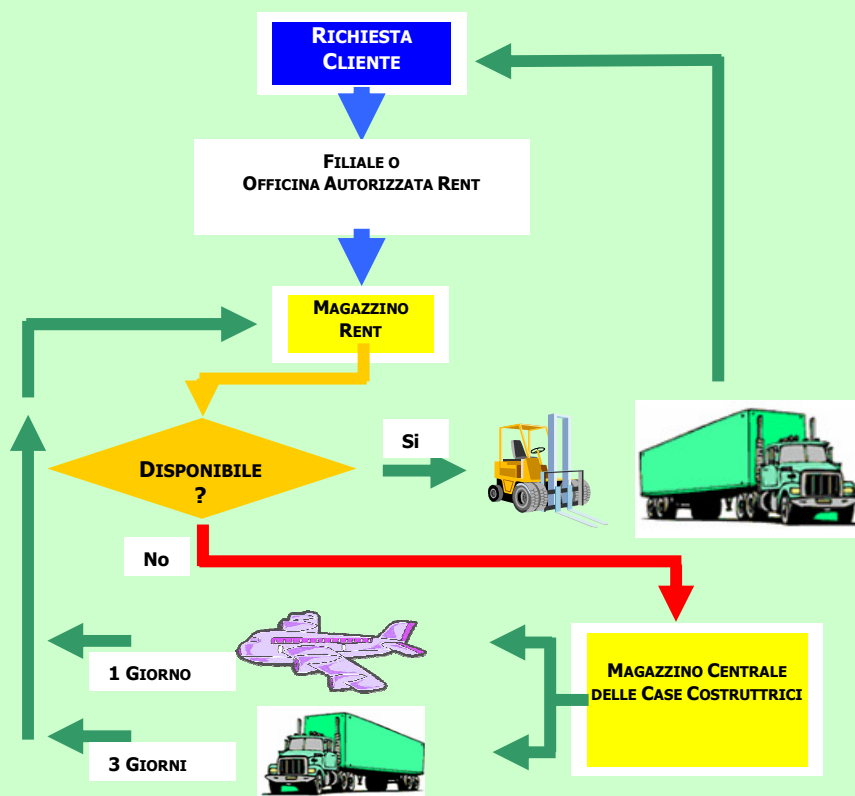 RICHIESTA
CLIENTE
FILIALE O
OFFICINA AUTORIZZATA RENT
MAGAZZINO
RENT
Si
DISPONIBILE
?
No
MAGAZZINO CENTRALE
DELLE CASE COSTRUTTRICI
1 GIORNO
3 GIORNI